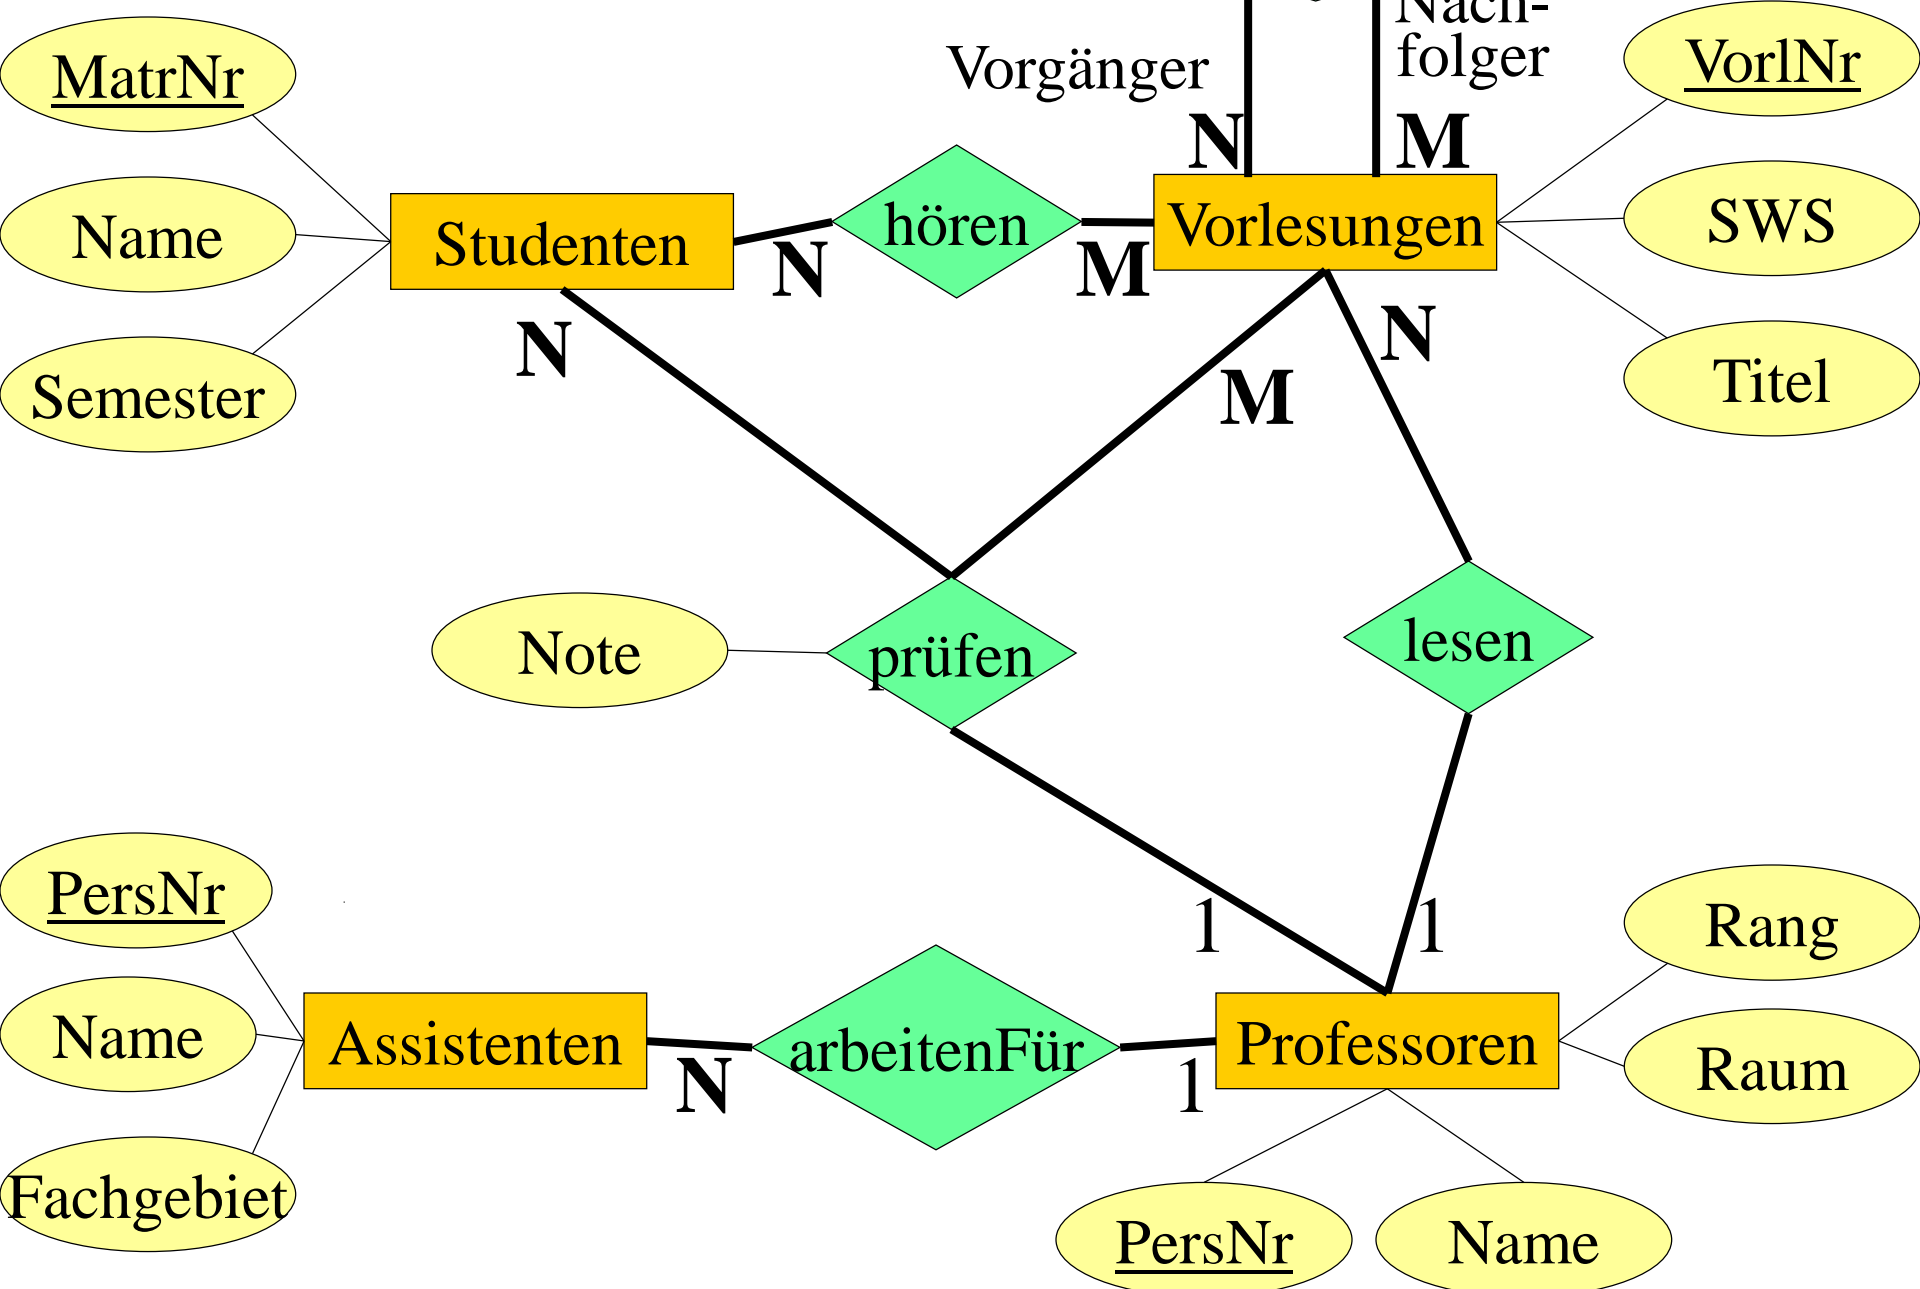 Nach-
folger
Vorgänger
N
M
MatrNr
Name
Semester
Studenten
N
hören
M
Vorlesungen
VorlNr
SWS
Titel
N
M
N
Note
prüfen
lesen
1
1
PersNr
Name
Fachgebiet
Assistenten
N
arbeitenFür
1
Professoren
Rang
Raum
PersNr
Name